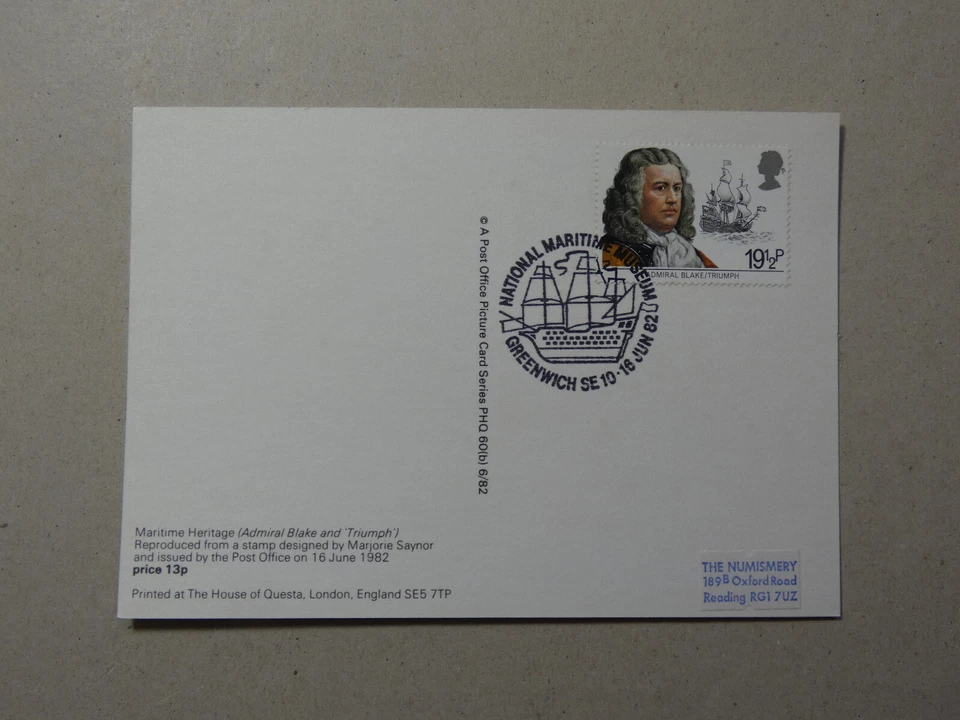 19½P
ADMIRAL BLAKE/TRIUMPH
NATIONAL MARITIME MUSEUM
GREENWICH SE10·16 JUN 82
© A Post Office Picture Card Series PHQ 60(b) 6/82
Maritime Heritage (Admiral Blake and 'Triumph')
Reproduced from a stamp designed by Marjorie Saynor
and issued by the Post Office on 16 June 1982
price 13p
Printed at The House of Questa, London, England SE5 7TP
THE NUMISMERY
189B Oxford Road
Reading RG1 7UZ